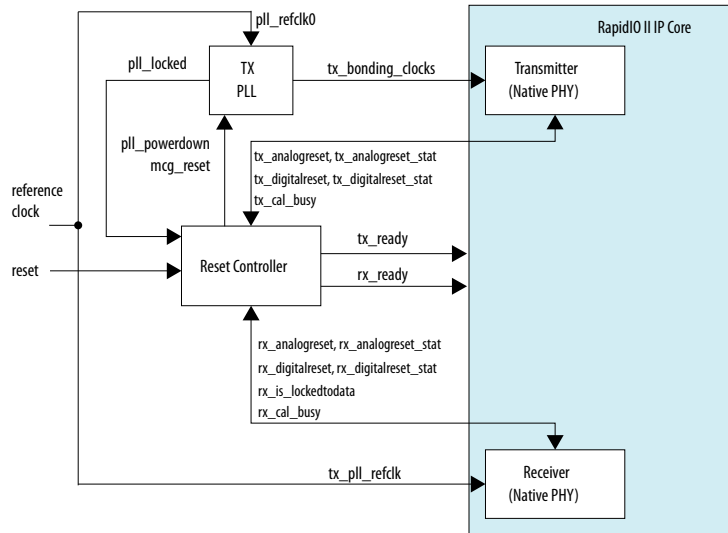 pll_refclk0
RapidIO II IP Core
pll_locked
TX
PLL
tx_bonding_clocks
Transmitter
(Native PHY)
pll_powerdown
mcg_reset
tx_analogreset, tx_analogreset_stat
tx_digitalreset, tx_digitalreset_stat
tx_cal_busy
reference
clock
reset
Reset Controller
tx_ready
rx_ready
rx_analogreset, rx_analogreset_stat
rx_digitalreset, rx_digitalreset_stat
rx_is_lockedtodata
rx_cal_busy
tx_pll_refclk
Receiver
(Native PHY)